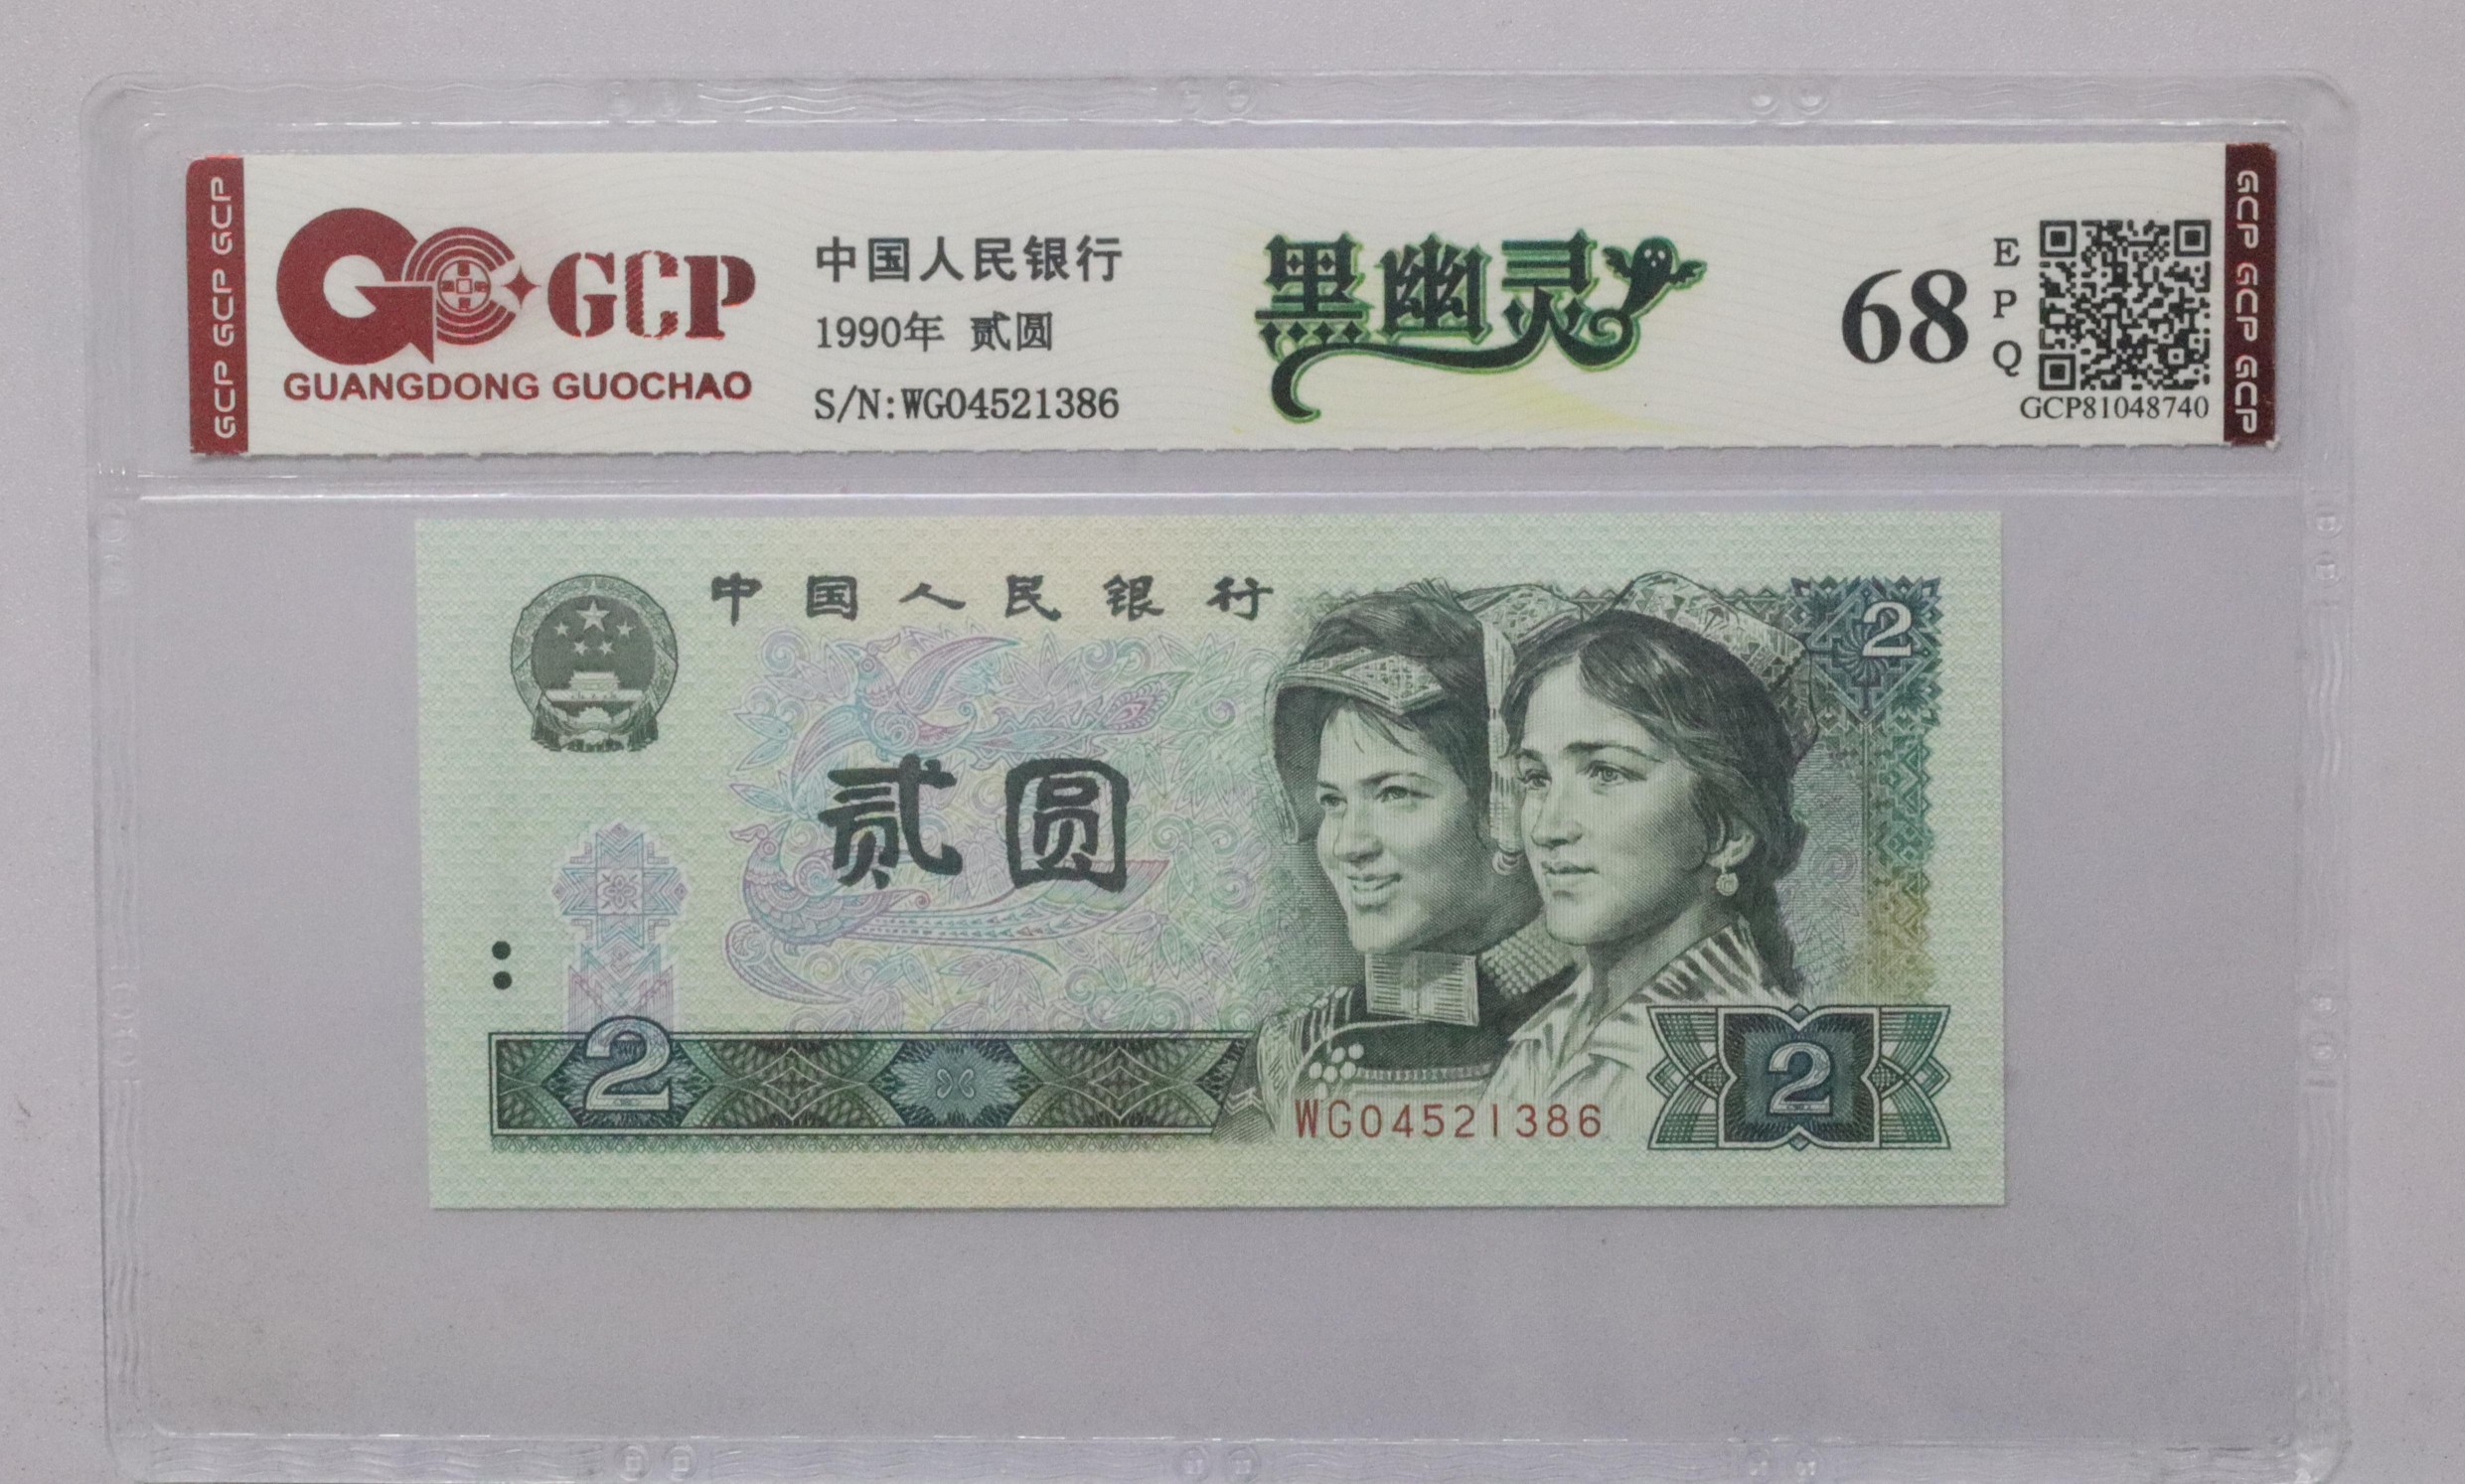 GCP GCP GCP
GCP
GUANGDONG GUOCHAO
中国人民银行
1990年 贰圆
S/N:WG04521386
黑幽灵
68
E
P
Q
GCP81048740
GCP GCP GCP
中国人民银行
2
贰圆
2
WG04521386
2